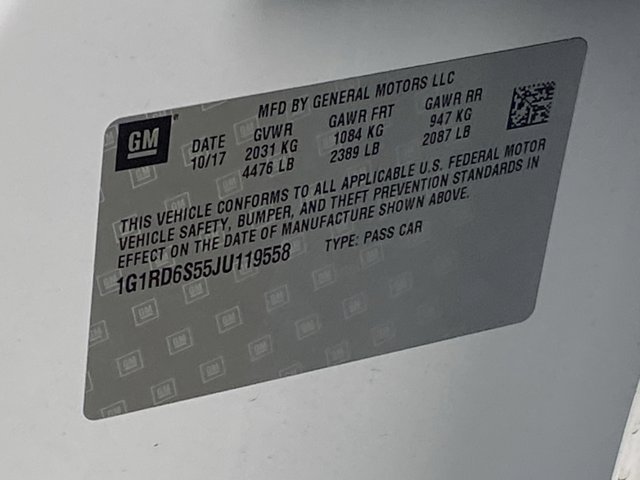 MFD BY GENERAL MOTORS LLC
GM
DATE GVWR GAWR FRT GAWR RR
10/17 2031 KG 1084 KG 947 KG
4476 LB 2389 LB 2087 LB
THIS VEHICLE CONFORMS TO ALL APPLICABLE U.S. FEDERAL MOTOR
VEHICLE SAFETY, BUMPER, AND THEFT PREVENTION STANDARDS IN
EFFECT ON THE DATE OF MANUFACTURE SHOWN ABOVE.
1G1RD6S55JU119558 TYPE: PASS CAR